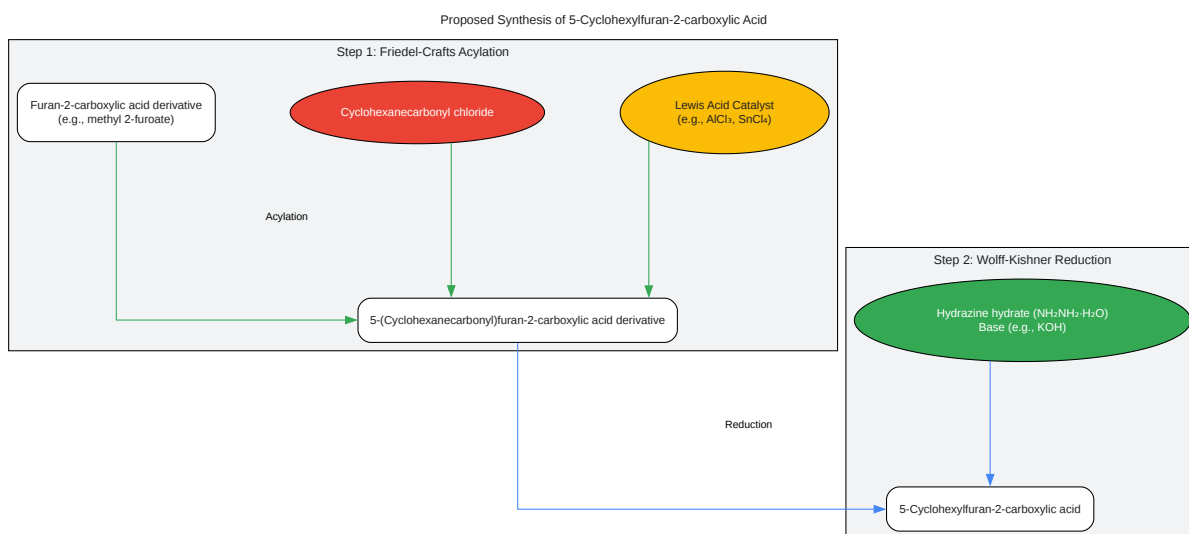 Proposed Synthesis of 5-Cyclohexylfuran-2-carboxylic Acid
Step 1: Friedel-Crafts Acylation
Furan-2-carboxylic acid derivative
(e.g., methyl 2-furoate)
Cyclohexanecarbonyl chloride
Lewis Acid Catalyst
(e.g., AlCl₃, SnCl₄)
Acylation
5-(Cyclohexanecarbonyl)furan-2-carboxylic acid derivative
Step 2: Wolff-Kishner Reduction
Hydrazine hydrate (NH₂NH₂·H₂O)
Base (e.g., KOH)
Reduction
5-Cyclohexylfuran-2-carboxylic acid